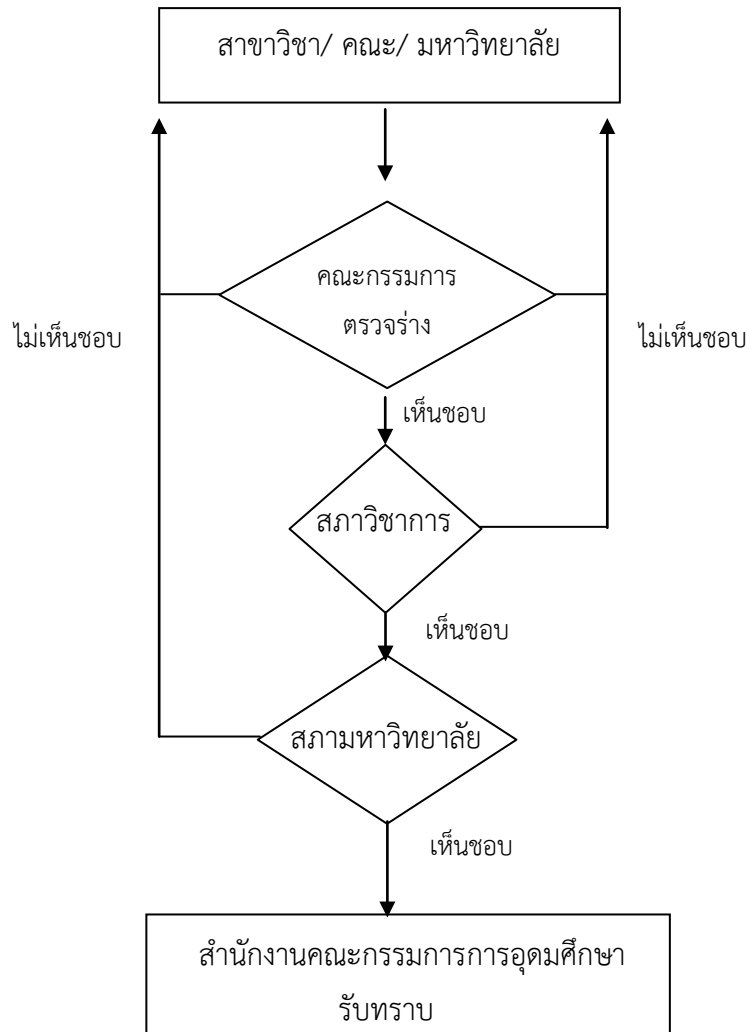 สาขาวิชา/ คณะ/ มหาวิทยาลัย
คณะกรรมการ
ตรวจร่าง
ไม่เห็นชอบ
ไม่เห็นชอบ
เห็นชอบ
สภาวิชาการ
เห็นชอบ
สภามหาวิทยาลัย
เห็นชอบ
สำนักงานคณะกรรมการการอุดมศึกษา
รับทราบ